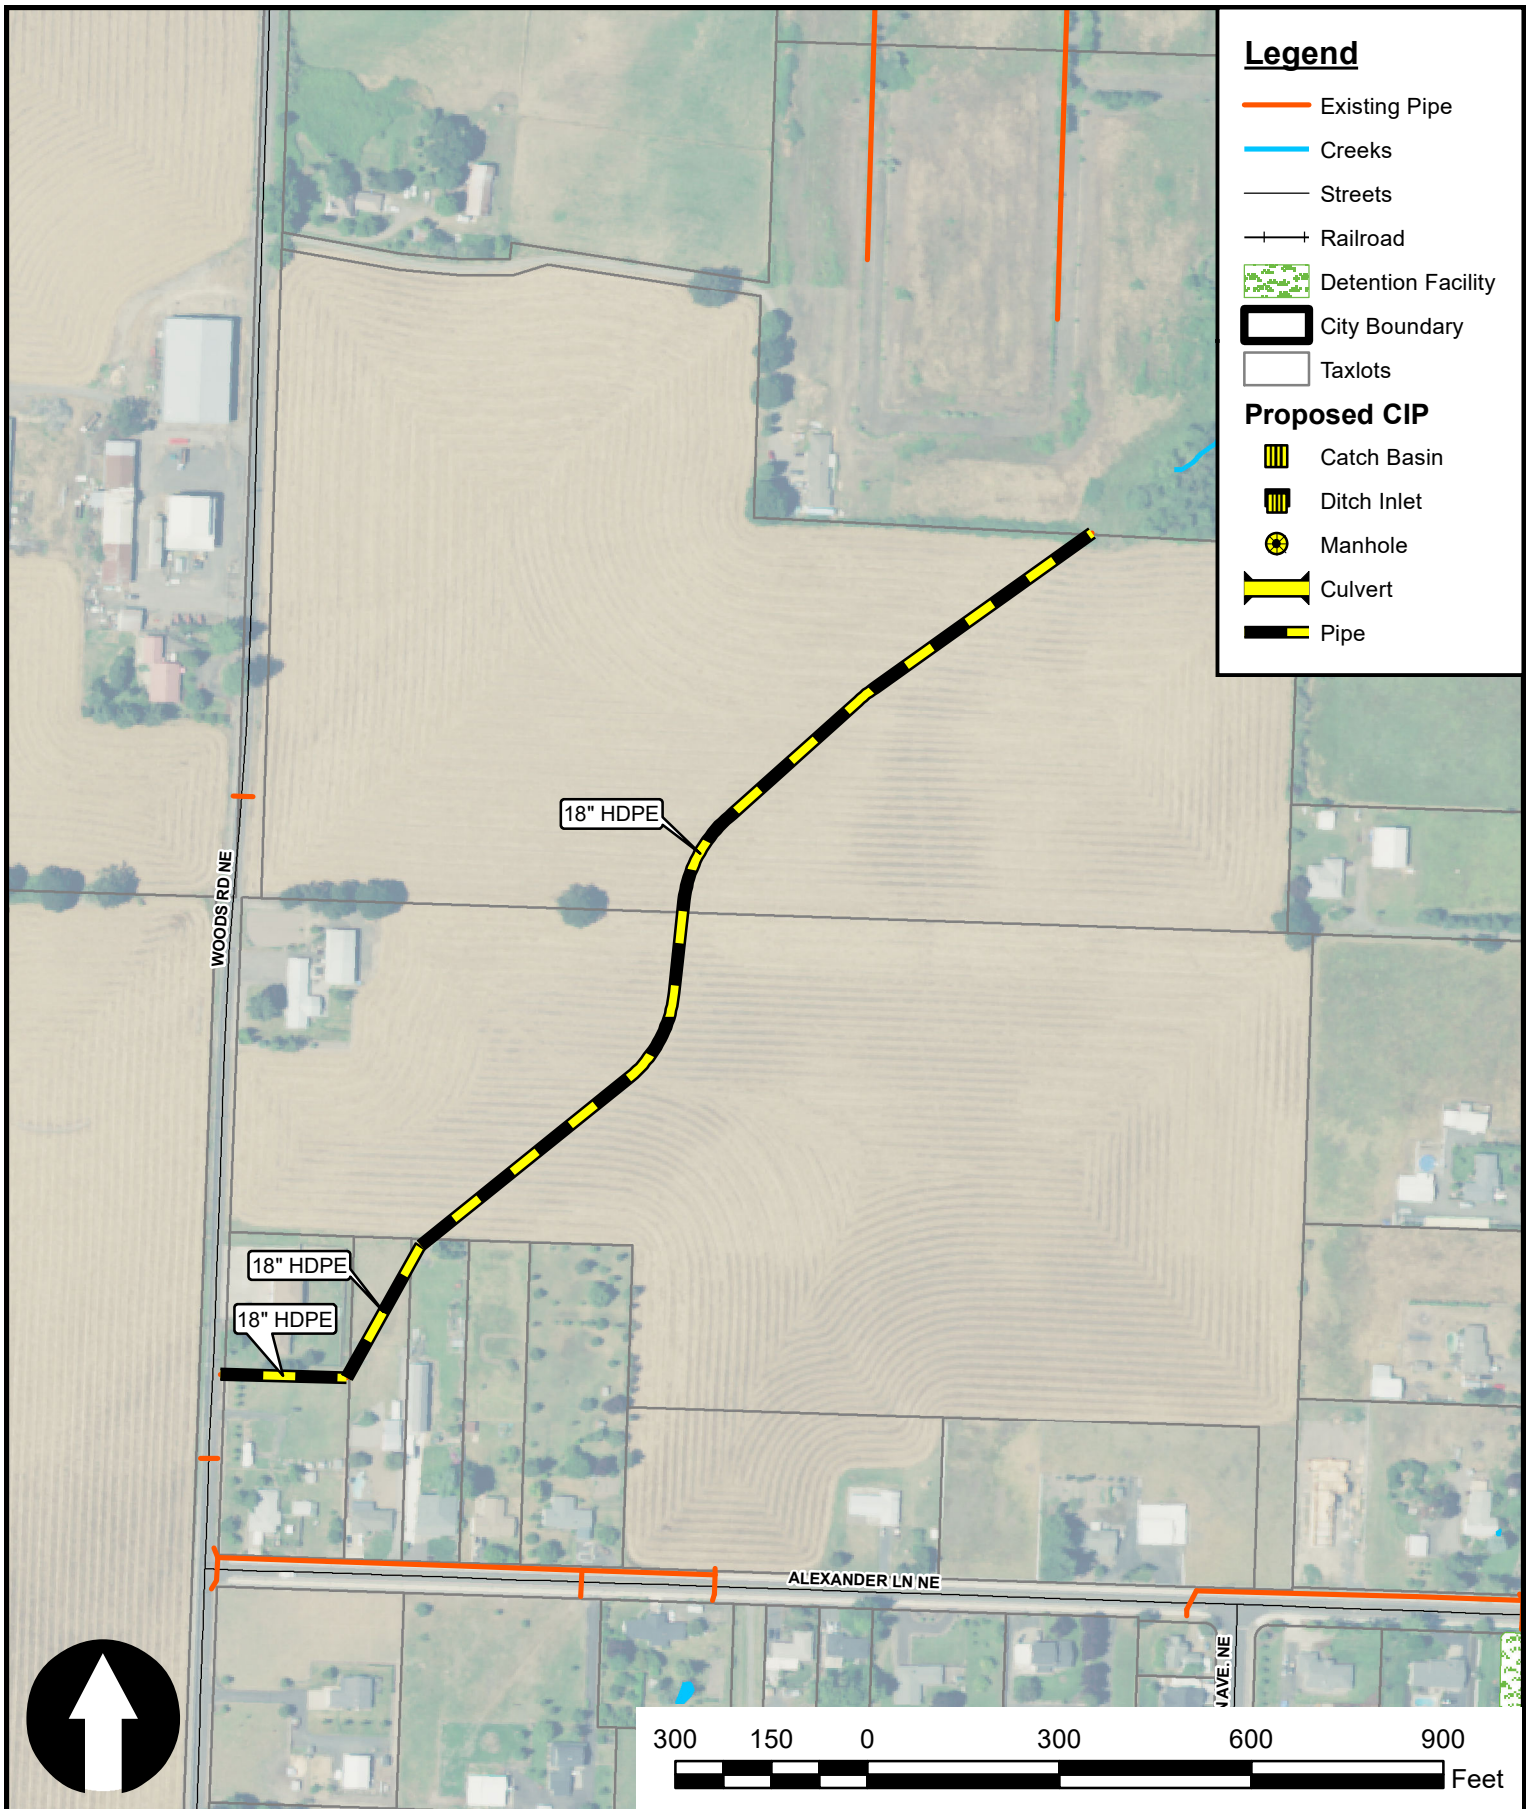 Legend
Existing Pipe
Creeks
Streets
Railroad
Detention Facility
City Boundary
Taxlots
Proposed CIP
Catch Basin
Ditch Inlet
Manhole
Culvert
Pipe
18" HDPE
WOODS RD NE
18" HDPE
18" HDPE
ALEXANDER LN NE
N AVE. NE
300 150 0 300 600 900
Feet